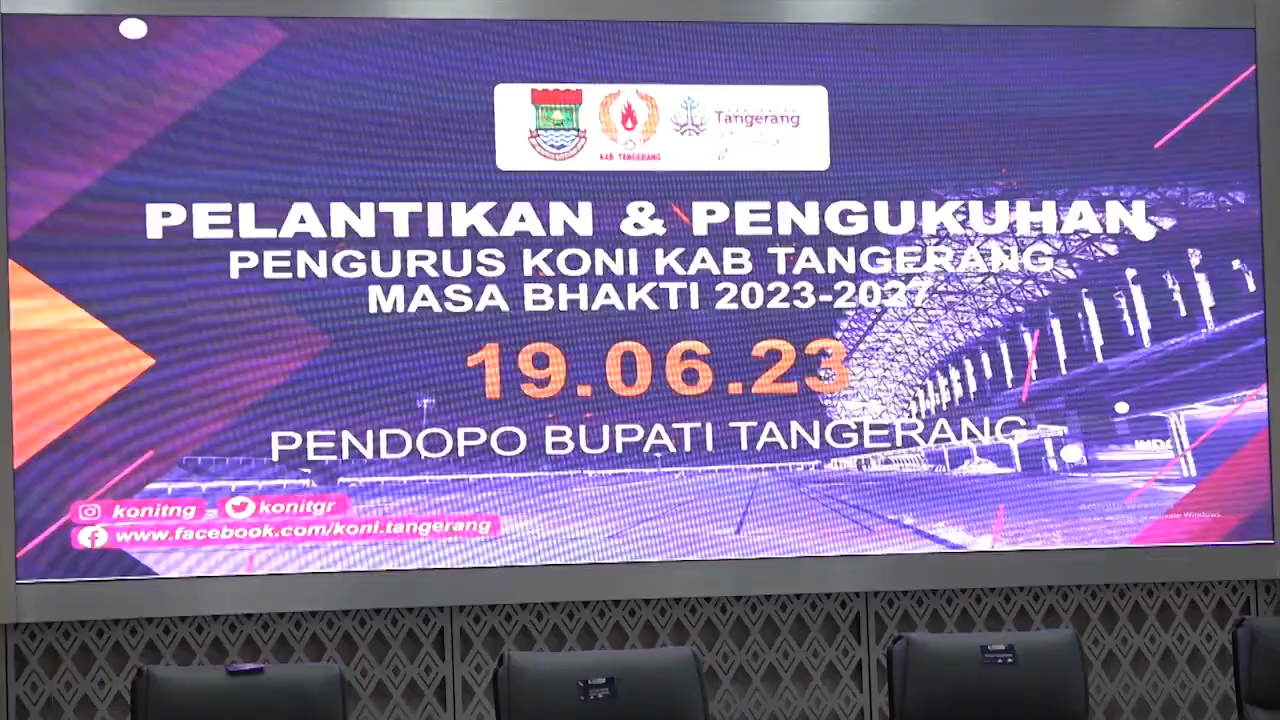 KAB TANGERANG
Tangerang
PELANTIKAN & PENGUKUHAN
PENGURUS KONI KAB TANGERANG
MASA BHAKTI 2023-2027
19.06.23
PENDOPO BUPATI TANGERANG
konitng konitgr
www.facebook.com/koni.tangerang